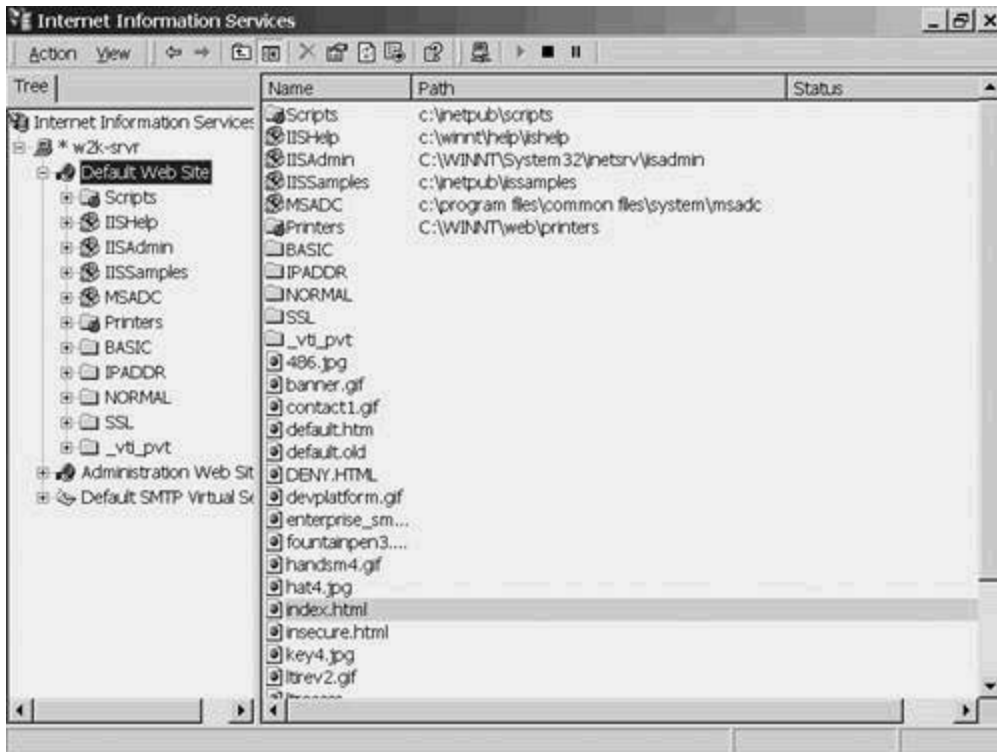 Internet Information Services
Action View
Tree
Name Path Status
Internet Information Services
* w2k-srvr
Default Web Site
Scripts
IISHelp
IISAdmin
IISSamples
MSADC
Printers
BASIC
IPADDR
NORMAL
SSL
_vti_pvt
Administration Web Sit
Default SMTP Virtual Se
Scripts c:\inetpub\scripts
IISHelp c:\winnt\help\iishelp
IISAdmin C:\WINNT\System32\inetsrv\iisadmin
IISSamples c:\inetpub\iissamples
MSADC c:\program files\common files\system\msadc
Printers C:\WINNT\web\printers
BASIC
IPADDR
NORMAL
SSL
_vti_pvt
486.jpg
banner.gif
contact1.gif
default.htm
default.old
DENY.HTML
devplatform.gif
enterprise_sm...
fountainpen3....
handsm4.gif
hat4.jpg
index.html
insecure.html
key4.jpg
ltirev2.gif